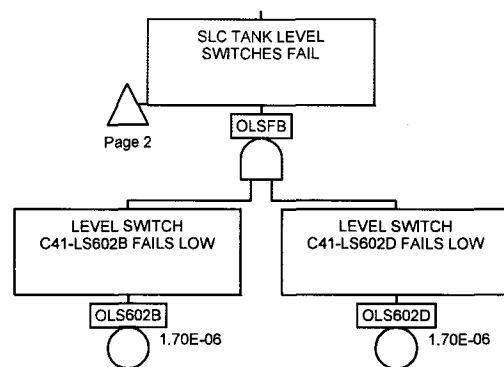 SLC TANK LEVEL
SWITCHES FAIL
Page 2
OLSFB
LEVEL SWITCH
C41-LS602B FAILS LOW
LEVEL SWITCH
C41-LS602D FAILS LOW
OLS602B
1.70E-06
OLS602D
1.70E-06